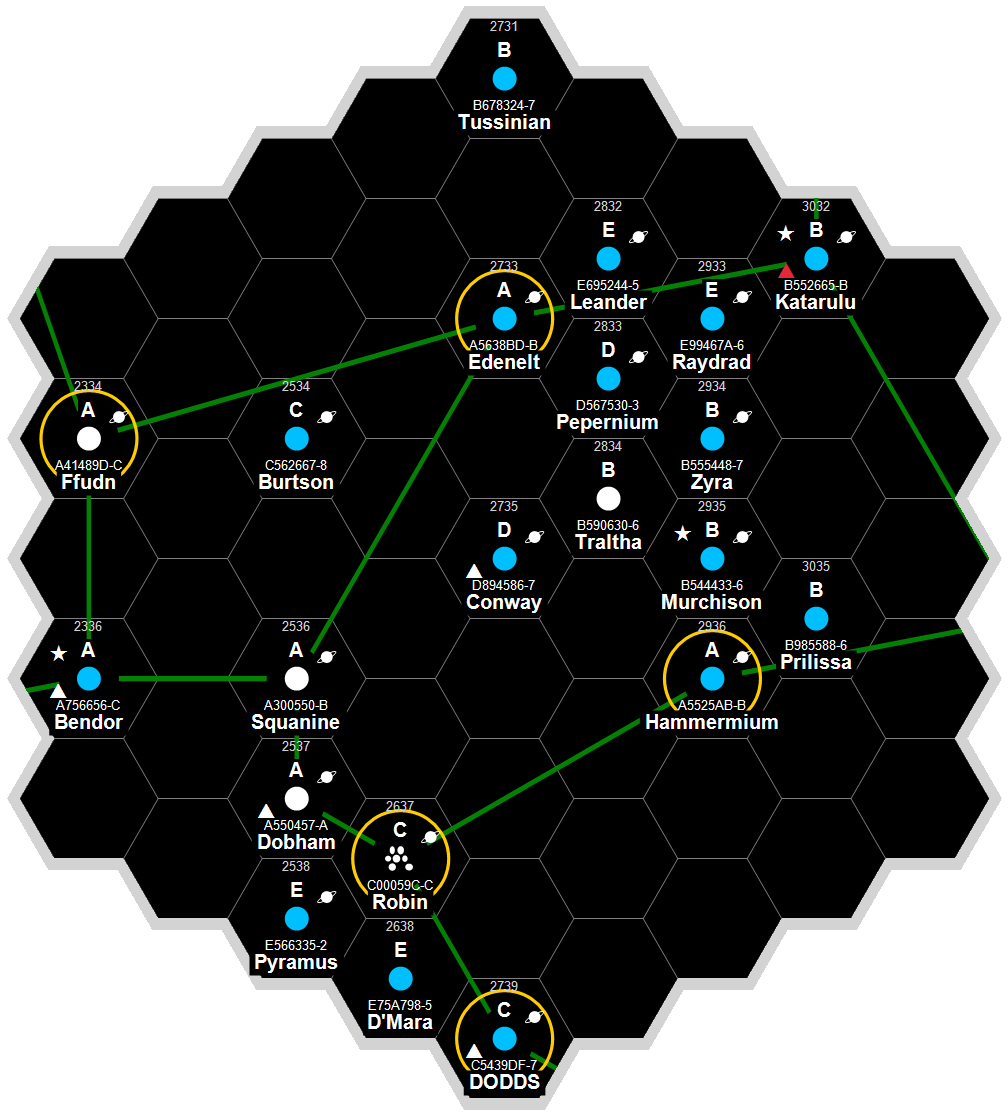 2731
B
B678324-7
Tussinian
2832
E
E695244-5
Leander
3032
B
B552665-B
Katarulu
2733
A
A5638BD-B
Edenelt
2933
E
E99467A-6
Raydrad
2833
D
D567530-3
Pepernium
2334
A
A41489D-C
Ffudn
2534
C
C562667-8
Burtson
2934
B
B555448-7
Zyra
2834
B
B590630-6
Traltha
2735
D
D894586-7
Conway
2935
B
B544433-6
Murchison
3035
B
B985588-6
Prilissa
2336
A
A756656-C
Bendor
2536
A
A300550-B
Squanine
2936
A
A5525AB-B
Hammermium
2537
A
A550457-A
Dobham
2637
C
C00059C-C
Robin
2538
E
E566335-2
Pyramus
2638
E
E75A798-5
D'Mara
2739
C
C5439DF-7
DODDS